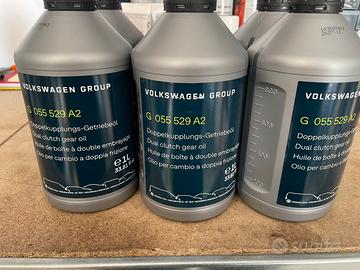 VOLKSWAGEN GROUP
G 055 529 A2
Doppelkupplungs-Getriebeöl
Dual clutch gear oil
Huile de boîte à double embrayage
Olio per cambio a doppia frizione
e 1L
VOLKSWAGEN GROUP
G 055 529 A2
Doppelkupplungs-Getriebeöl
Dual clutch gear oil
Huile de boîte à double embrayage
Olio per cambio a doppia frizione
e 1L
VOLKSWAGEN GROUP
G 055 529 A2
Doppelkupplungs-Getriebeöl
Dual clutch gear oil
Huile de boîte à double embrayage
Olio per cambio a doppia frizione
800
subito